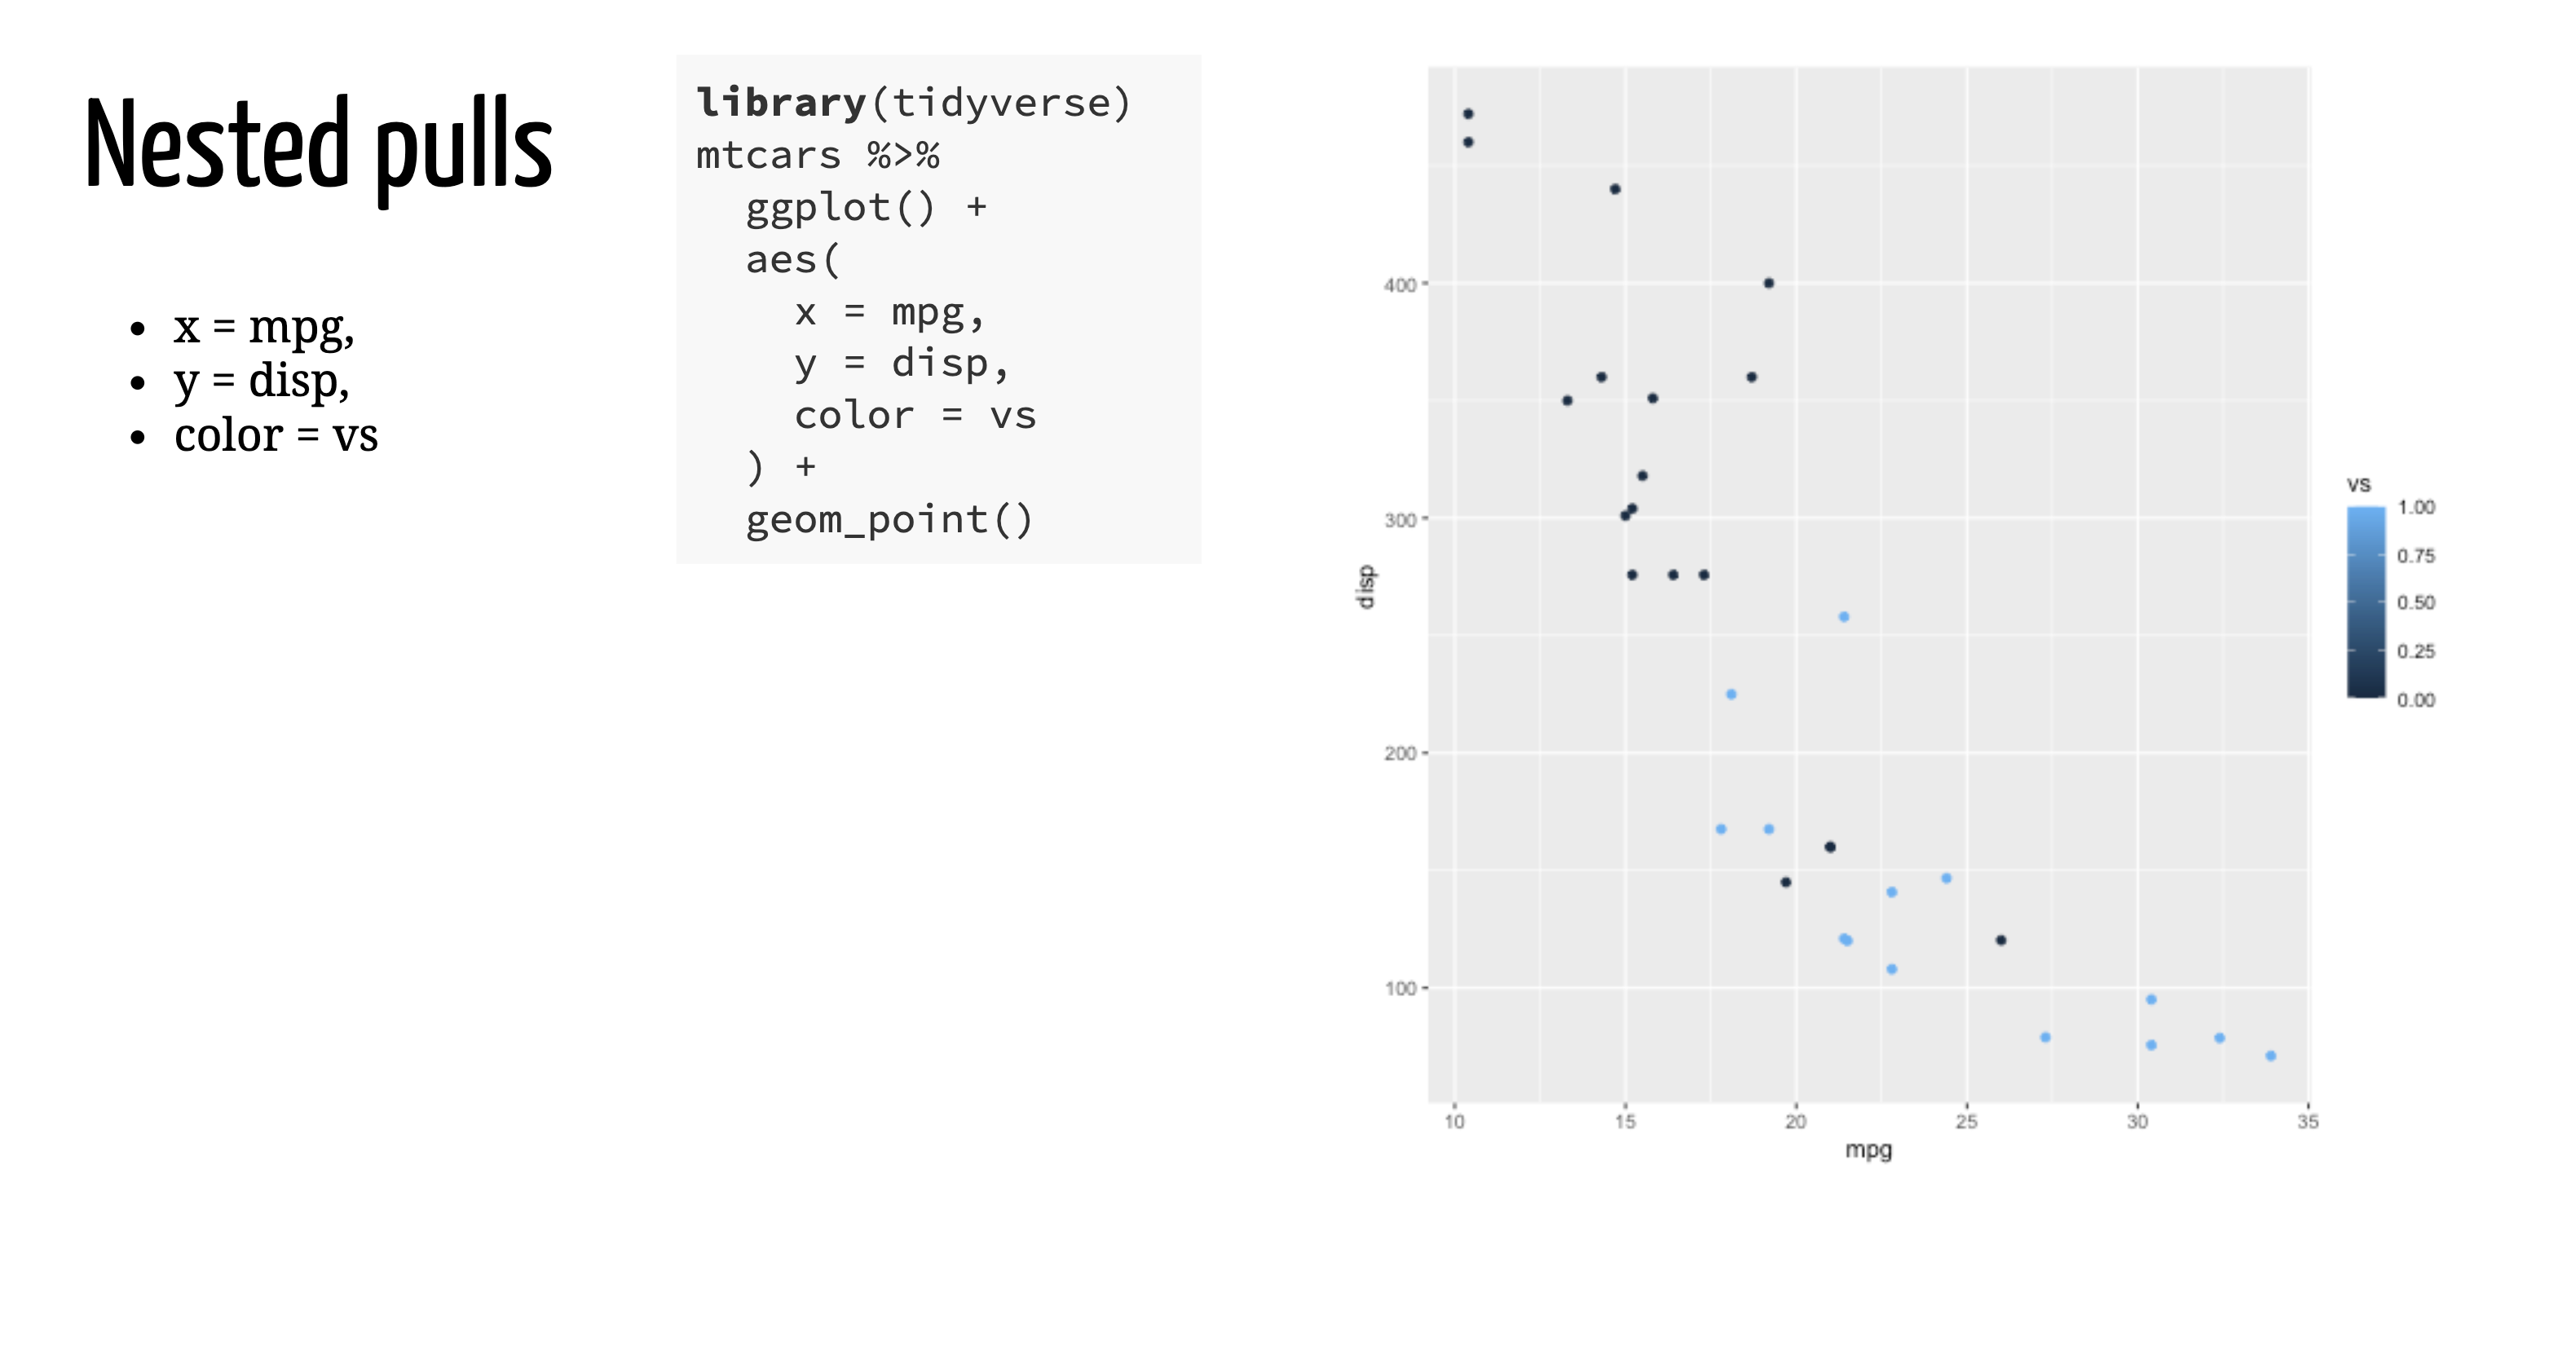 Nested pulls
• x = mpg,
• y = disp,
• color = vs
library(tidyverse)
mtcars %>%
  ggplot() +
  aes(
    x = mpg,
    y = disp,
    color = vs
  ) +
  geom_point()
400
300
200
100
disp
10 15 20 25 30 35
mpg
vs
1.00
0.75
0.50
0.25
0.00